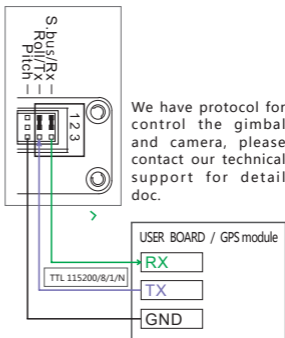 S.bus/Rx
Roll/Tx
Pitch
1 2 3
We have protocol for
control the gimbal
and camera, please
contact our technical
support for detail
doc.
USER BOARD / GPS module
RX
TTL 115200/8/1/N
TX
GND